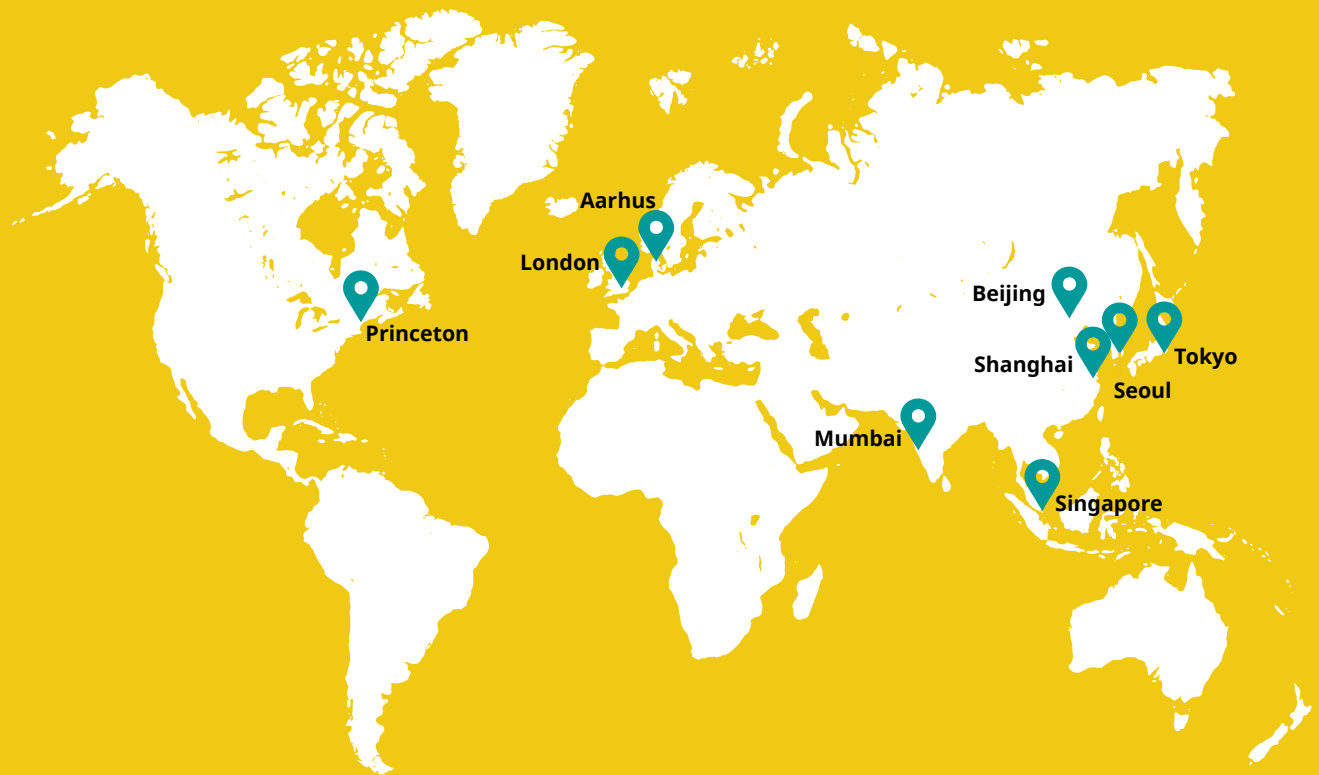 Aarhus
London
Beijing
Princeton
Tokyo
Shanghai
Seoul
Mumbai
Singapore